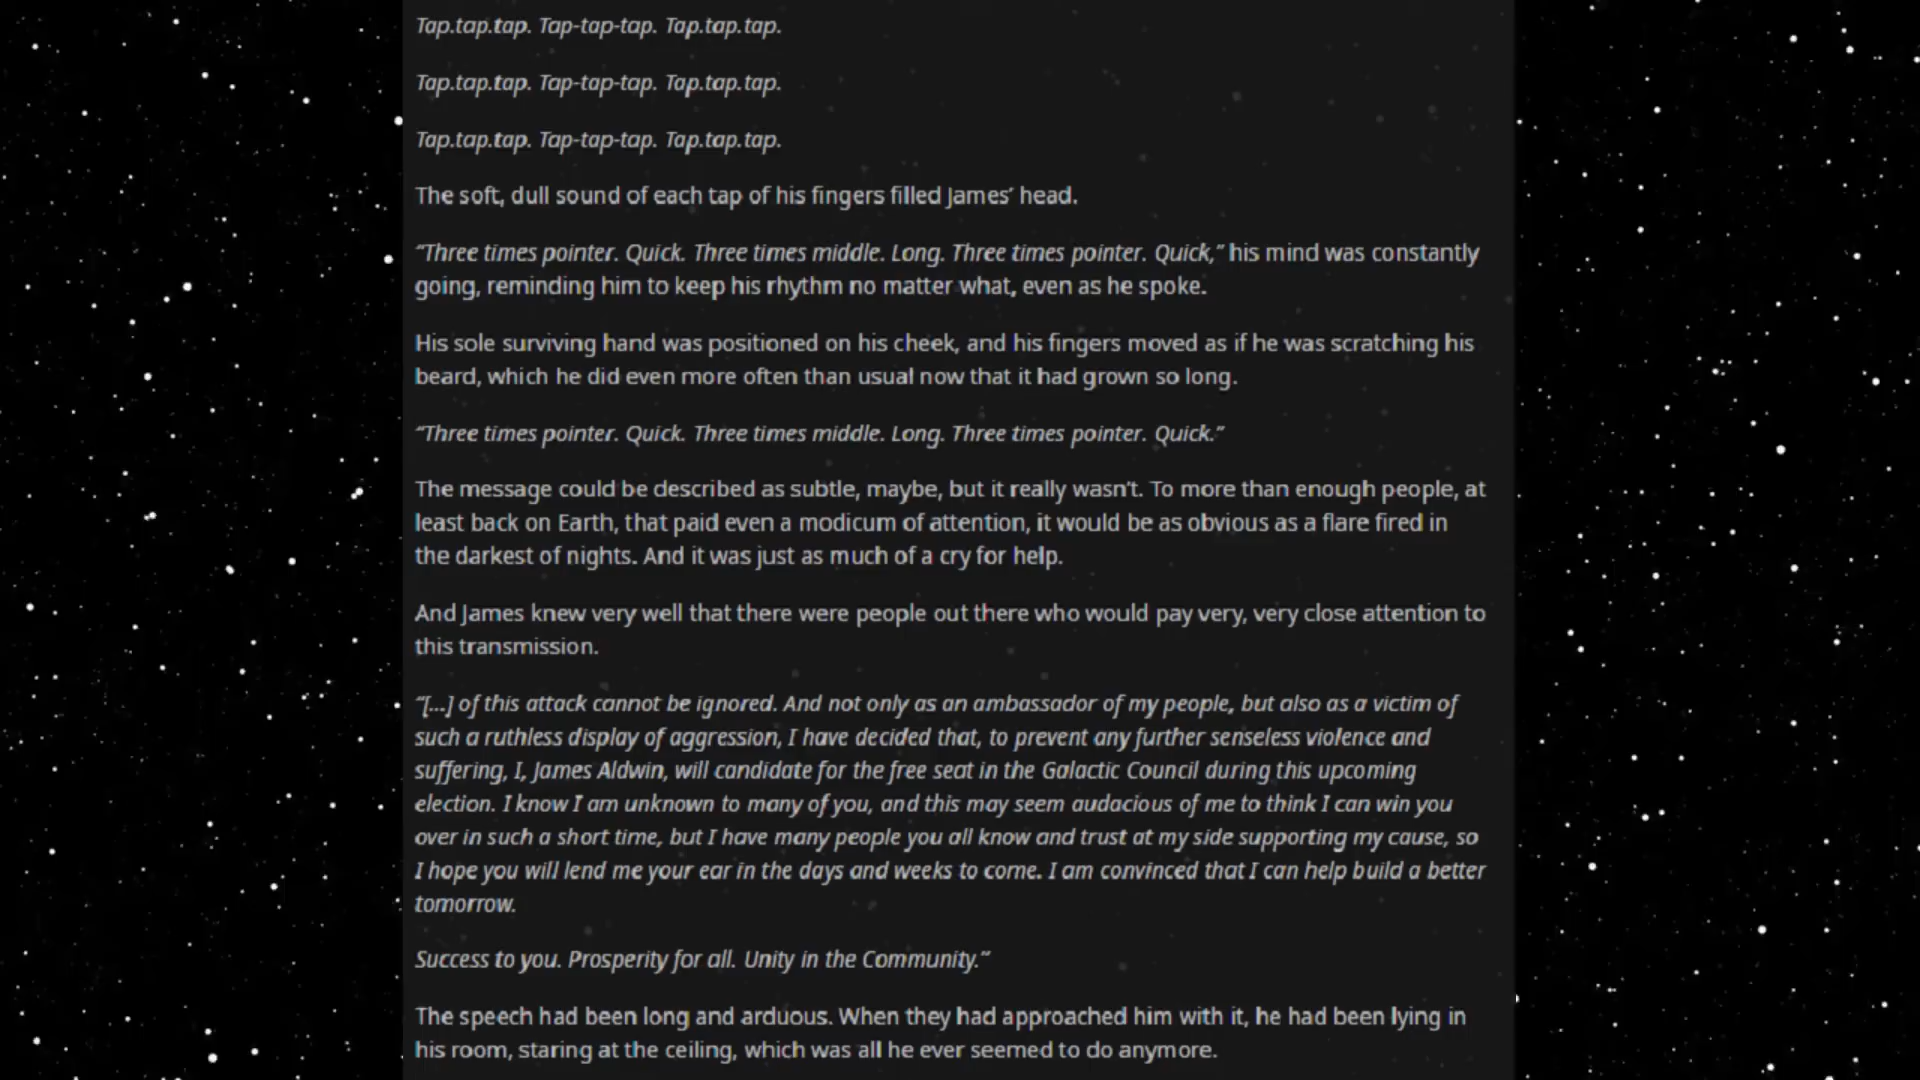 Tap.tap.tap. Tap-tap-tap. Tap.tap.tap.
Tap.tap.tap. Tap-tap-tap. Tap.tap.tap.
Tap.tap.tap. Tap-tap-tap. Tap.tap.tap.
The soft, dull sound of each tap of his fingers filled James’ head.
“Three times pointer. Quick. Three times middle. Long. Three times pointer. Quick,” his mind was constantly
going, reminding him to keep his rhythm no matter what, even as he spoke.
His sole surviving hand was positioned on his cheek, and his fingers moved as if he was scratching his
beard, which he did even more often than usual now that it had grown so long.
“Three times pointer. Quick. Three times middle. Long. Three times pointer. Quick.”
The message could be described as subtle, maybe, but it really wasn’t. To more than enough people, at
least back on Earth, that paid even a modicum of attention, it would be as obvious as a flare fired in
the darkest of nights. And it was just as much of a cry for help.
And James knew very well that there were people out there who would pay very, very close attention to
this transmission.
“[...] of this attack cannot be ignored. And not only as an ambassador of my people, but also as a victim of
such a ruthless display of aggression, I have decided that, to prevent any further senseless violence and
suffering, I, James Aldwin, will candidate for the free seat in the Galactic Council during this upcoming
election. I know I am unknown to many of you, and this may seem audacious of me to think I can win you
over in such a short time, but I have many people you all know and trust at my side supporting my cause, so
I hope you will lend me your ear in the days and weeks to come. I am convinced that I can help build a better
tomorrow.
Success to you. Prosperity for all. Unity in the Community.”
The speech had been long and arduous. When they had approached him with it, he had been lying in
his room, staring at the ceiling, which was all he ever seemed to do anymore.